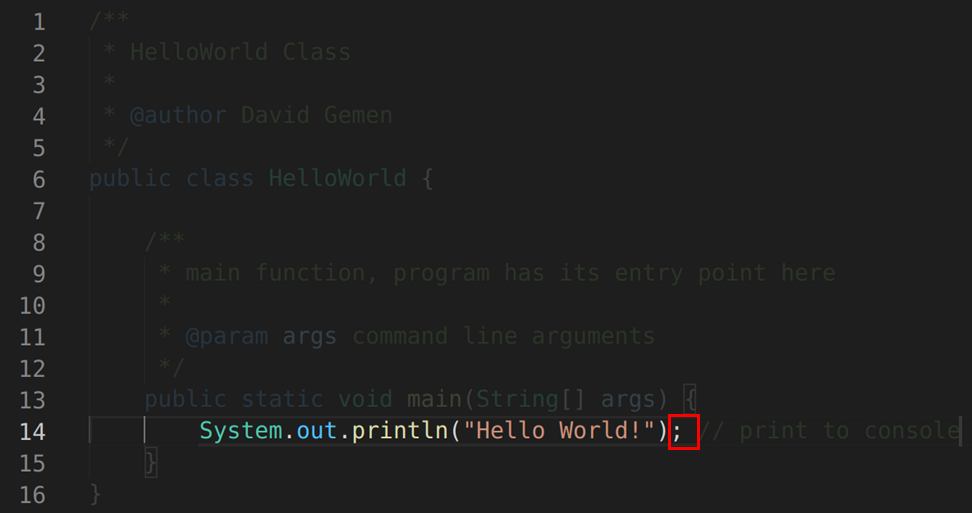 1 /**
2  * HelloWorld Class
3  *
4  * @author David Gemen
5  */
6 public class HelloWorld {
7
8     /**
9      * main function, program has its entry point here
10      *
11      * @param args command line arguments
12      */
13     public static void main(String[] args) {
14         System.out.println("Hello World!"); // print to console
15     }
16 }